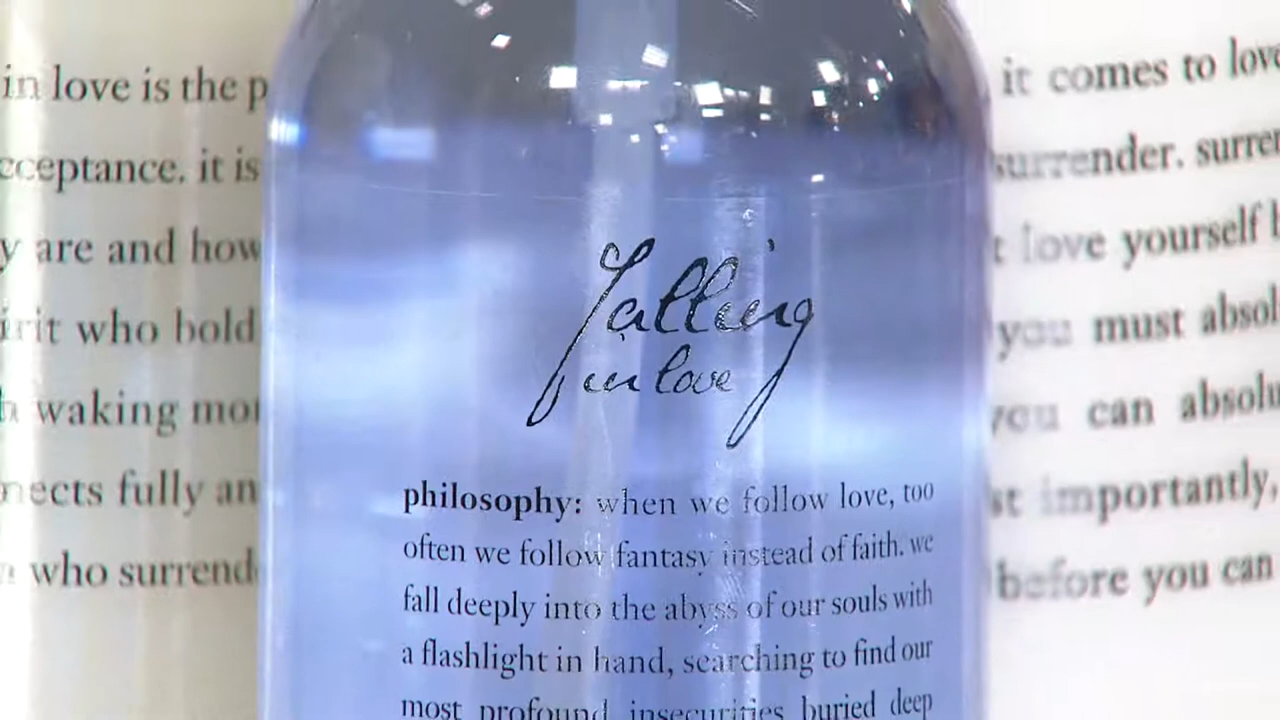 in love is the p
cceptance. it is
y are and how
irit who bold
waking mor
nects fully an
who surrend
Falling
in love
philosophy: when we follow love, too
often we follow fantasy instead of faith. we
fall deeply into the abyss of our souls with
a flashlight in hand, searching to find our
most profound insecurities buried deep
it comes to love
surrender. surren
t love yourself b
you must absol
you can absolu
st importantly,
before you can